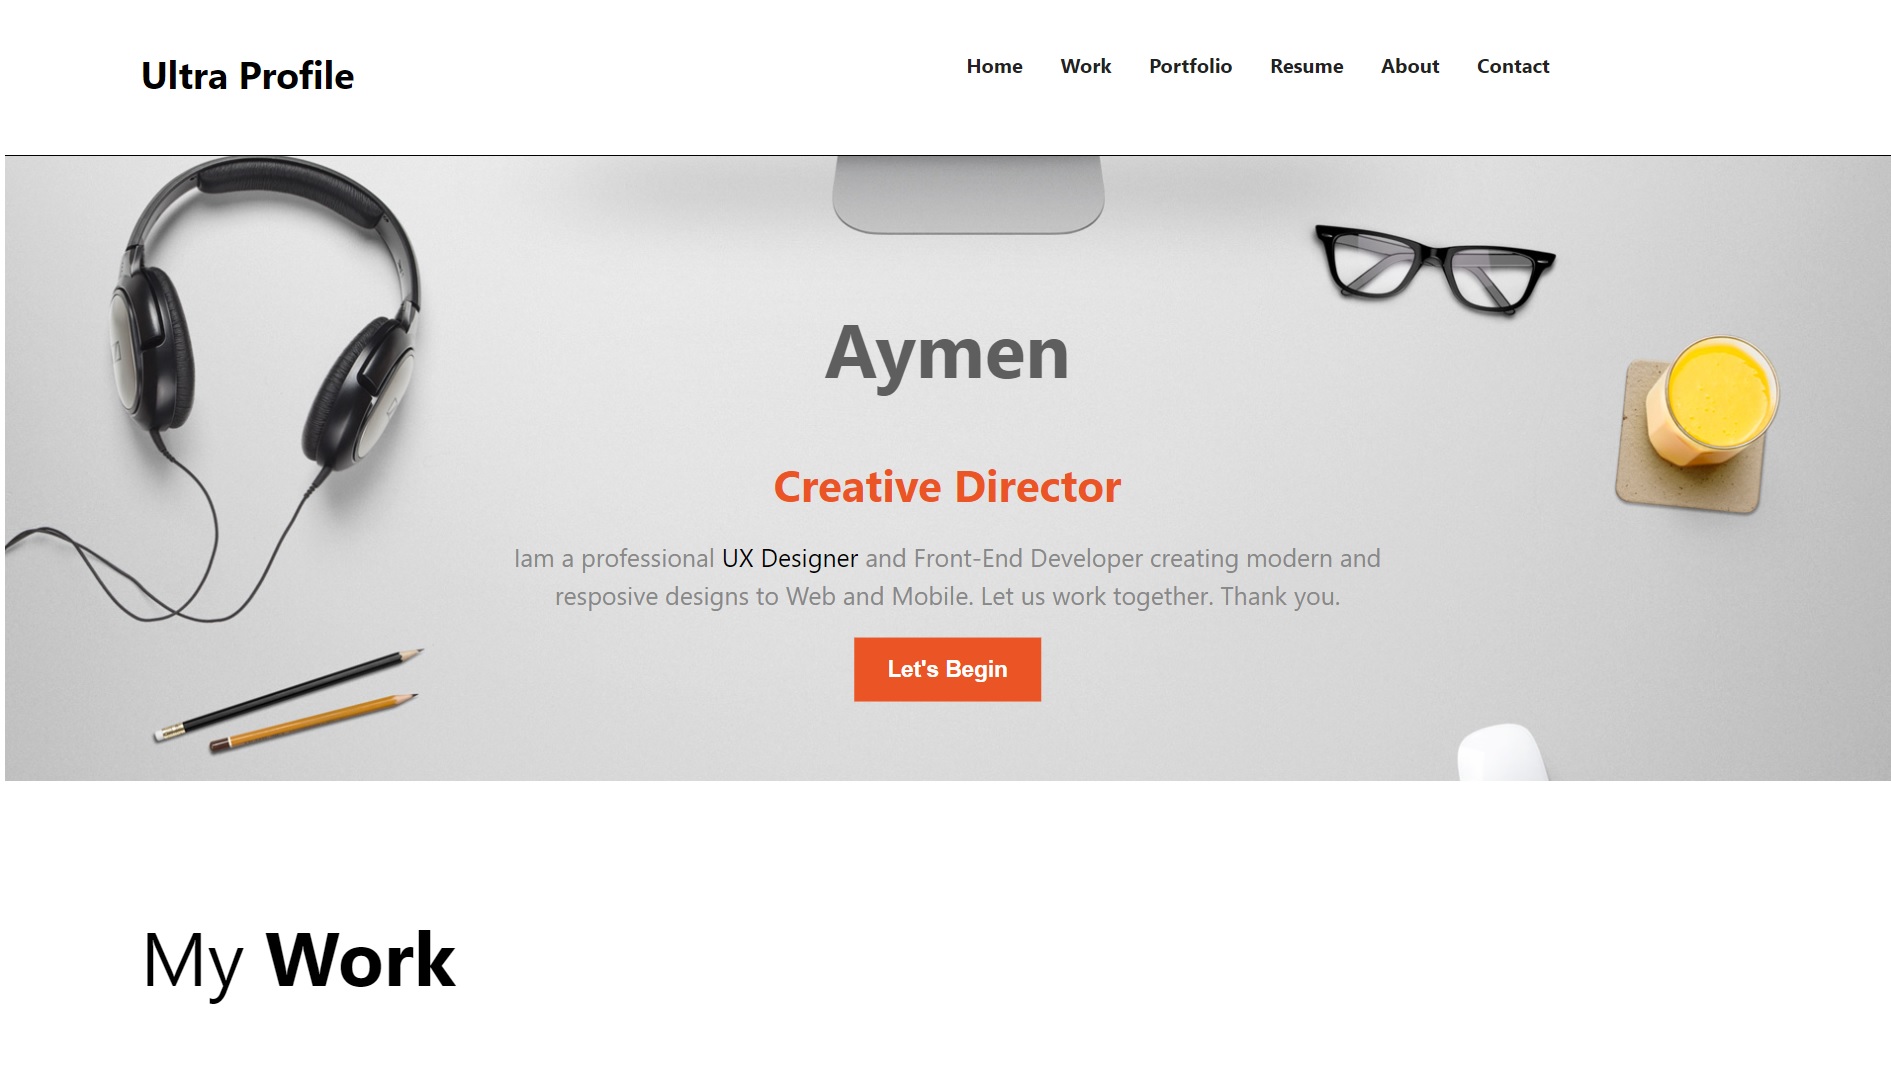 Ultra Profile
Home Work Portfolio Resume About Contact
Aymen
Creative Director
Iam a professional UX Designer and Front-End Developer creating modern and
resposive designs to Web and Mobile. Let us work together. Thank you.
Let's Begin
My Work